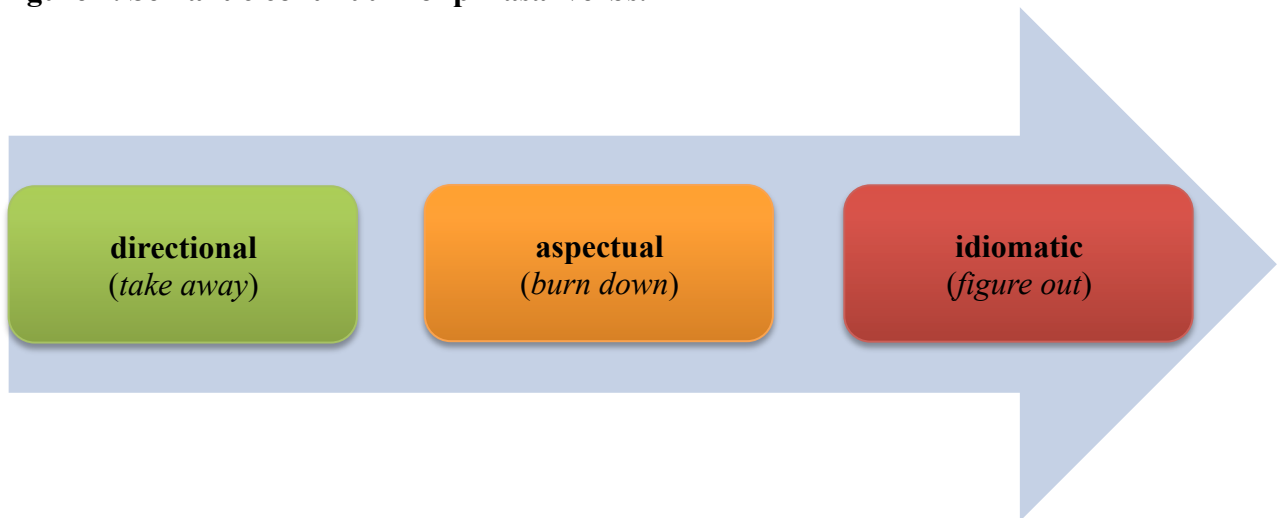 directional
(take away)
aspectual
(burn down)
idiomatic
(figure out)